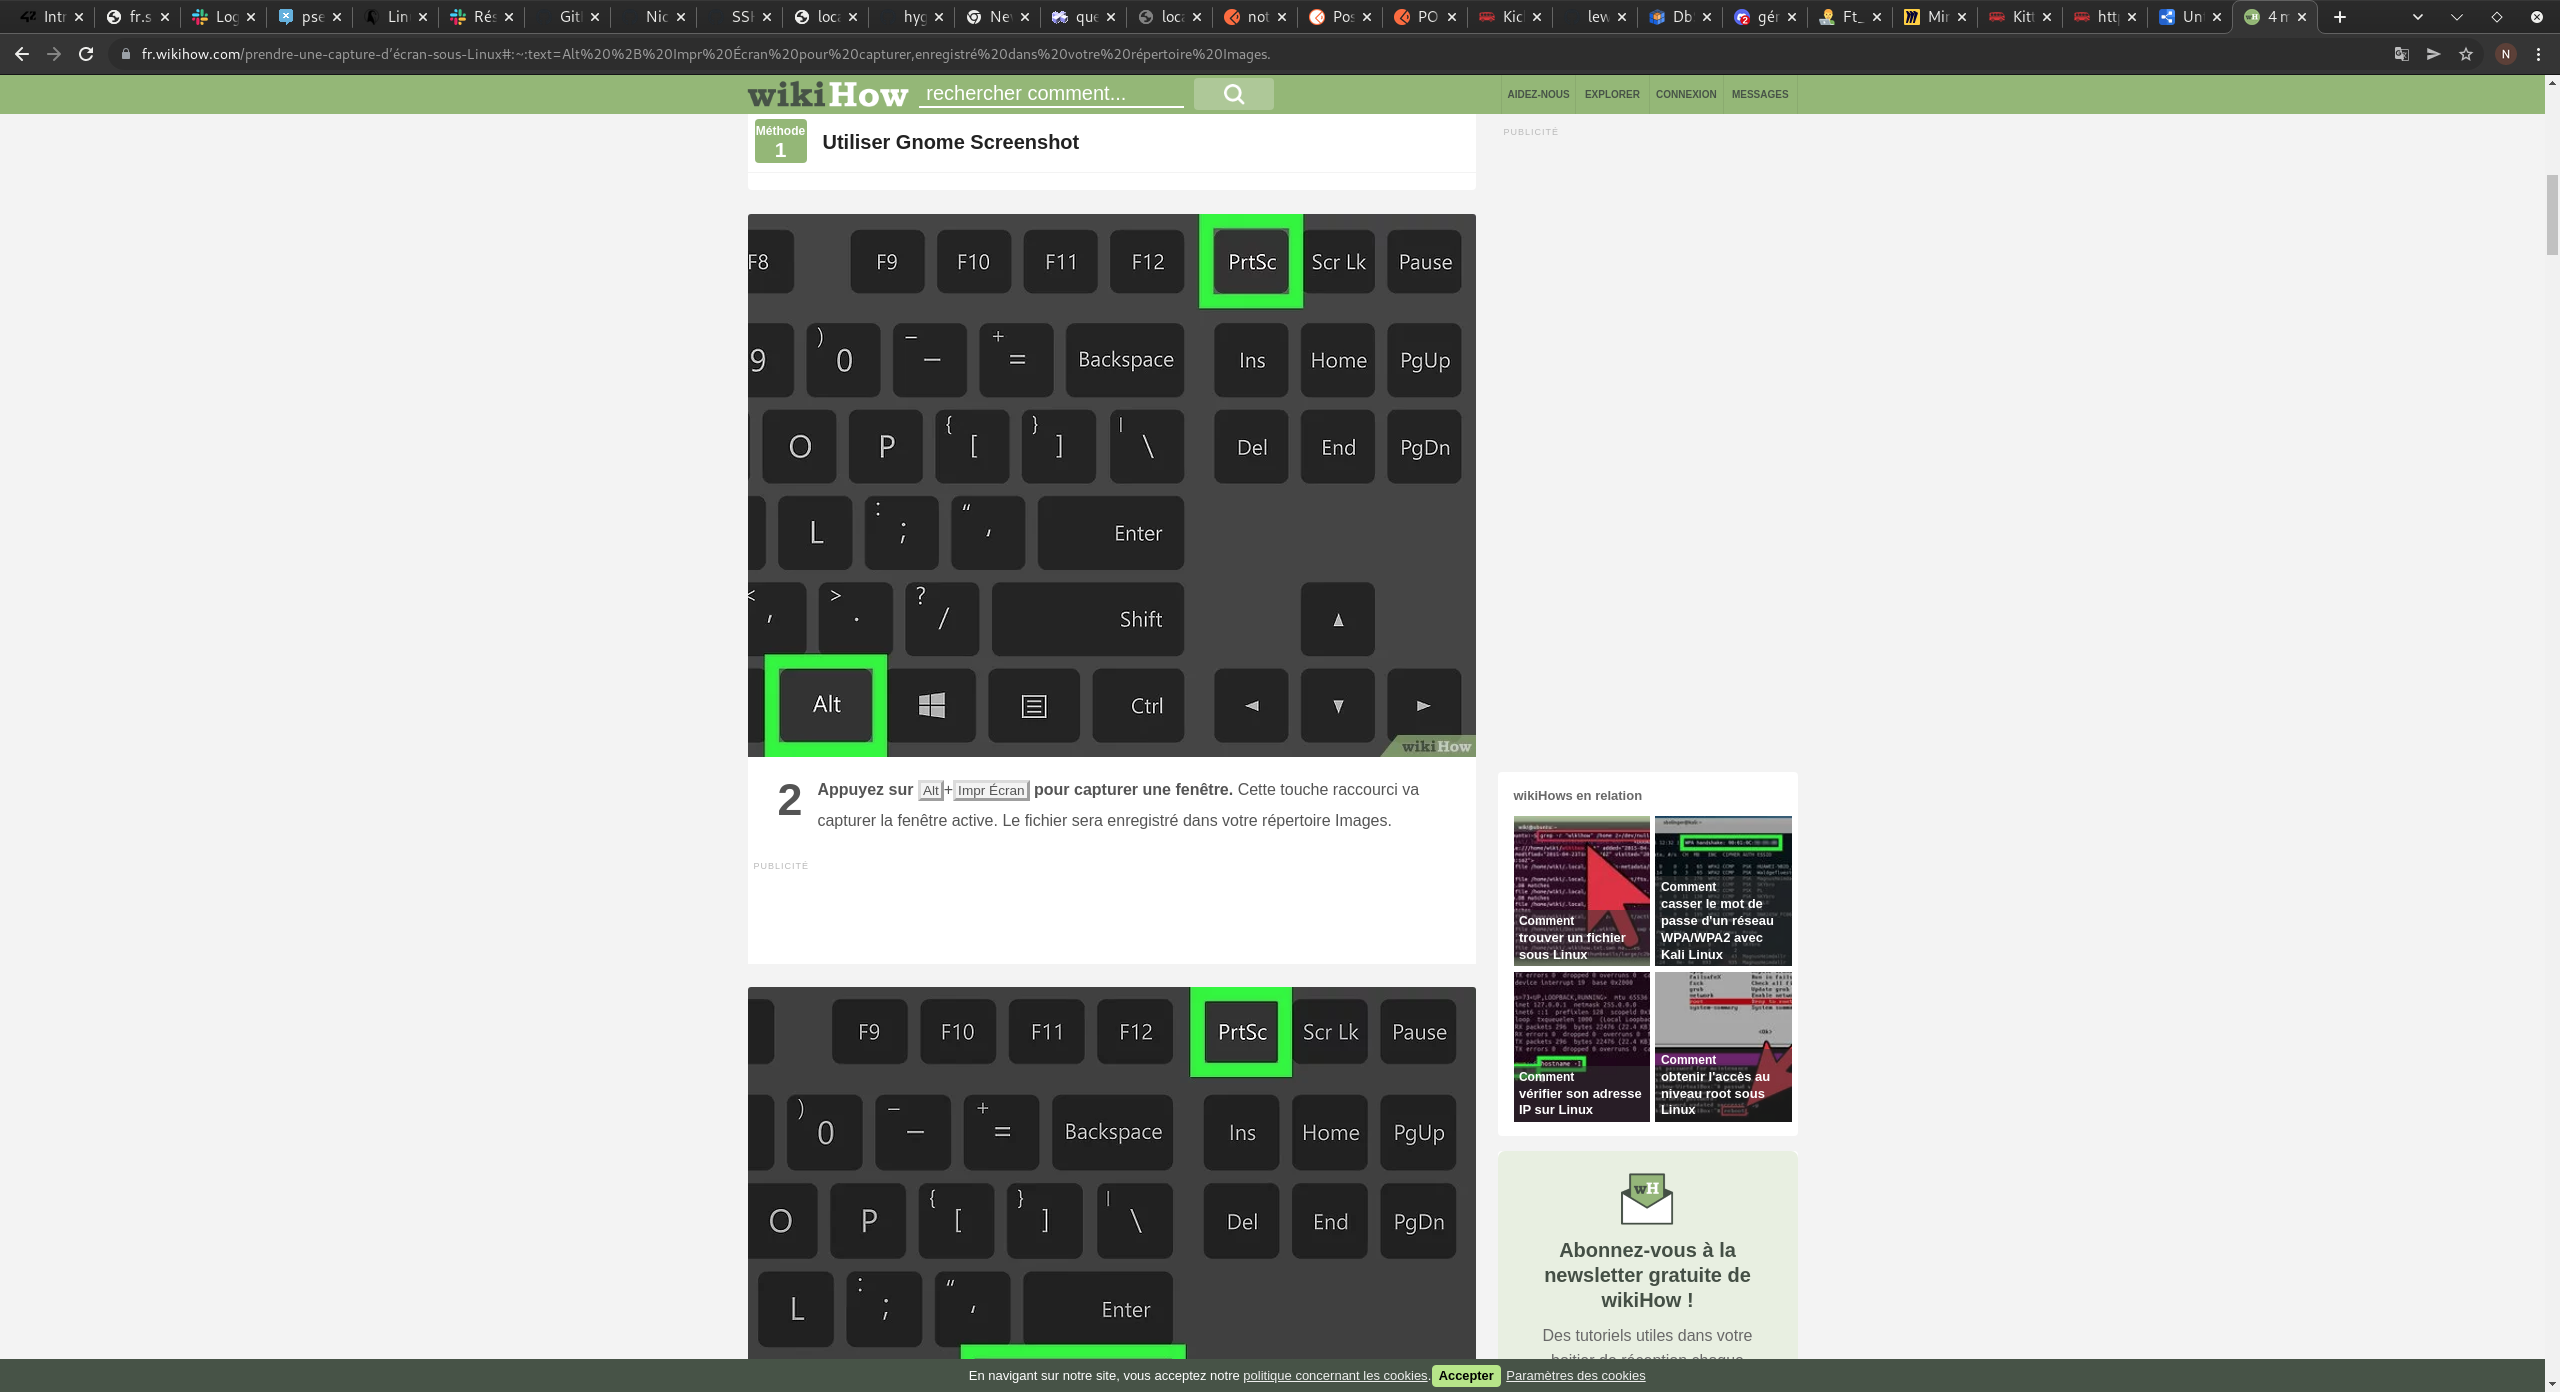 Intr
fr.s
Log
pse
Lin
Rés
Git
Nic
SSH
loca
hyg
Nev
que
loca
not
Pos
PO
Kic
lew
Db
gér
Ft_
Mir
Kitt
http
Un
4 m
fr.wikihow.com/prendre-une-capture-d'écran-sous-Linux#:~:text=Alt%20%2B%20Impr%20Écran%20pour%20capturer,enregistré%20dans%20votre%20répertoire%20Images.
N
wikiHow
rechercher comment...
AIDEZ-NOUS
EXPLORER
CONNEXION
MESSAGES
Méthode
1
Utiliser Gnome Screenshot
PUBLICITÉ
F8 F9 F10 F11 F12 PrtSc Scr Lk Pause
9 ) 0 _ – + = Backspace Ins Home PgUp
O P { [ } ] | \ Del End PgDn
L : ; “ ‘ Enter
< , > . ? / Shift
Alt Ctrl
wikiHow
2 Appuyez sur Alt+Impr Écran pour capturer une fenêtre. Cette touche raccourci va
capturer la fenêtre active. Le fichier sera enregistré dans votre répertoire Images.
PUBLICITÉ
F9 F10 F11 F12 PrtSc Scr Lk Pause
) 0 _ – + = Backspace Ins Home PgUp
O P { [ } ] | \ Del End PgDn
L : ; “ ‘ Enter
wikiHows en relation
Comment
trouver un fichier
sous Linux
Comment
casser le mot de
passe d'un réseau
WPA/WPA2 avec
Kali Linux
Comment
vérifier son adresse
IP sur Linux
Comment
obtenir l'accès au
niveau root sous
Linux
wH
Abonnez-vous à la
newsletter gratuite de
wikiHow !
Des tutoriels utiles dans votre
En navigant sur notre site, vous acceptez notre politique concernant les cookies. Accepter Paramètres des cookies